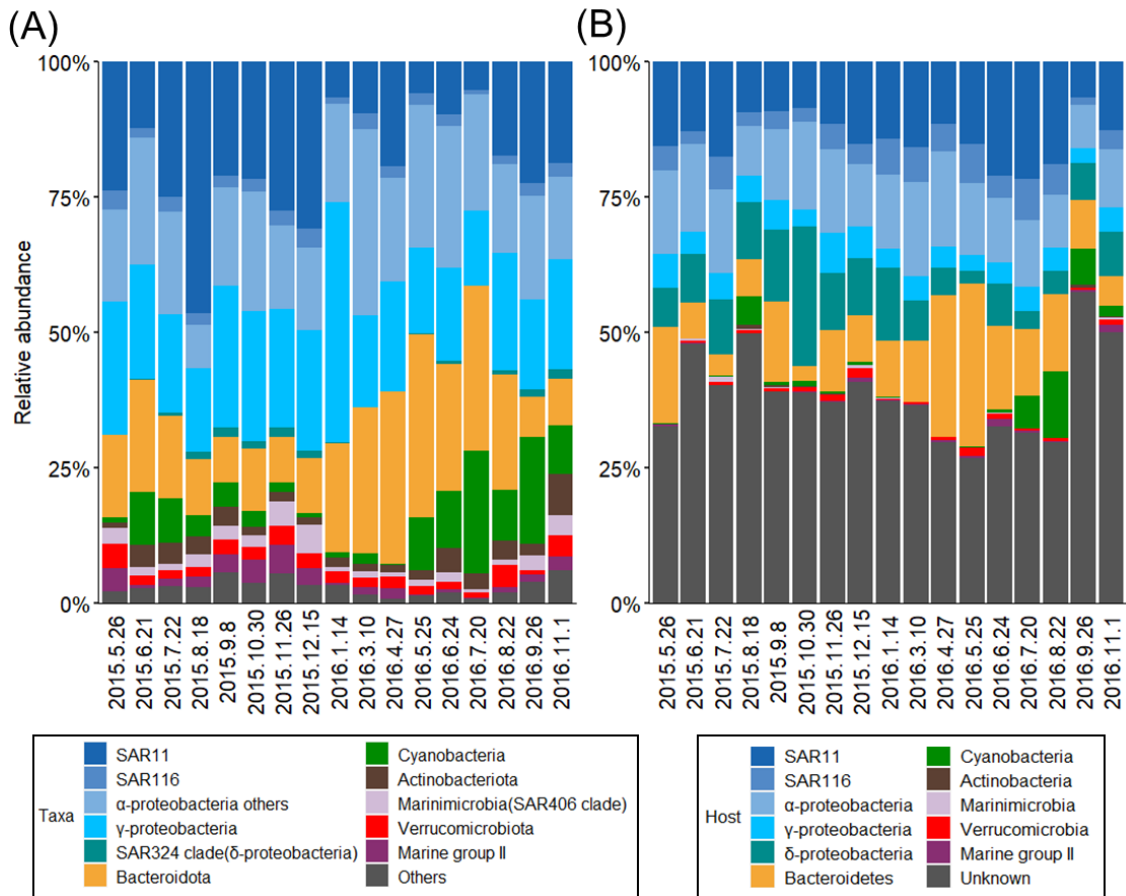 (A)
(B)
Relative abundance
100%
75%
50%
25%
0%
2015.5.26
2015.6.21
2015.7.22
2015.8.18
2015.9.8
2015.10.30
2015.11.26
2015.12.15
2016.1.14
2016.3.10
2016.4.27
2016.5.25
2016.6.24
2016.7.20
2016.8.22
2016.9.26
2016.11.1
100%
75%
50%
25%
0%
2015.5.26
2015.6.21
2015.7.22
2015.8.18
2015.9.8
2015.10.30
2015.11.26
2015.12.15
2016.1.14
2016.3.10
2016.4.27
2016.5.25
2016.6.24
2016.7.20
2016.8.22
2016.9.26
2016.11.1
Taxa
SAR11
SAR116
α-proteobacteria others
γ-proteobacteria
SAR324 clade(δ-proteobacteria)
Bacteroidota
Cyanobacteria
Actinobacteriota
Marinimicrobia(SAR406 clade)
Verrucomicrobiota
Marine group II
Others
Host
SAR11
SAR116
α-proteobacteria
γ-proteobacteria
δ-proteobacteria
Bacteroidetes
Cyanobacteria
Actinobacteria
Marinimicrobia
Verrucomicrobia
Marine group II
Unknown